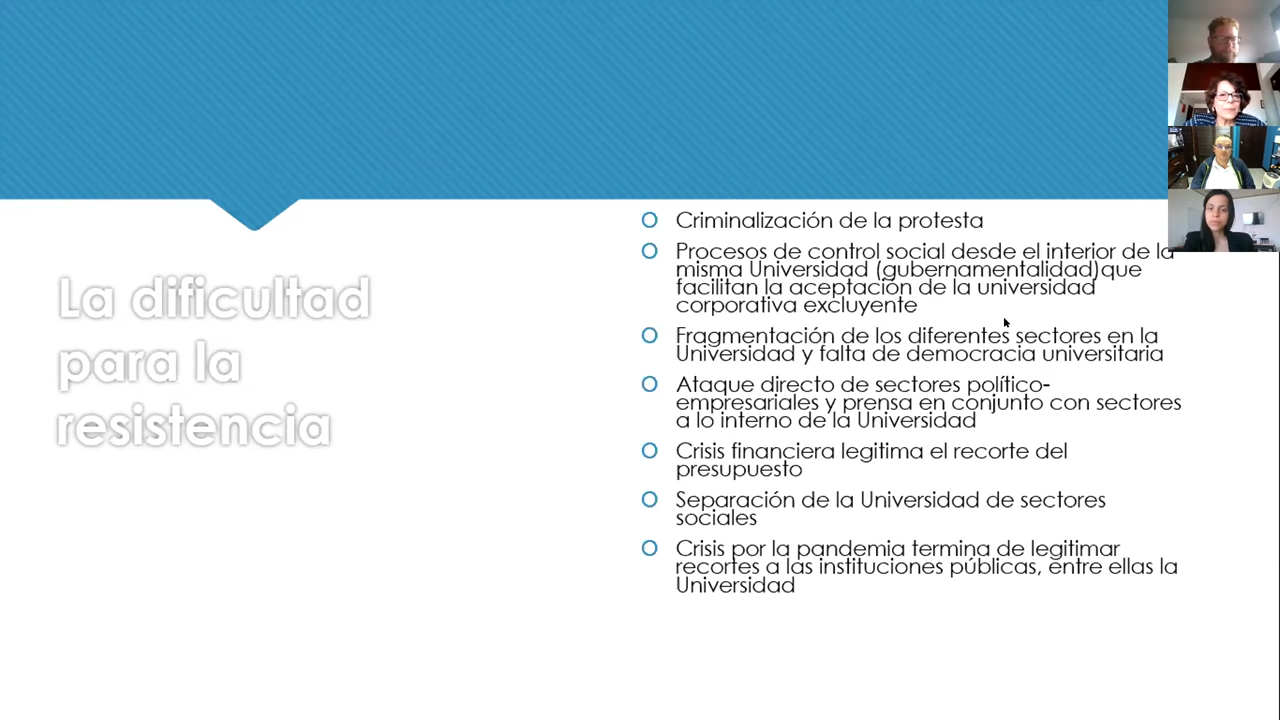 La dificultad
para la
resistencia
O Criminalización de la protesta
O Procesos de control social desde el interior de la
misma Universidad (gubernamentalidad)que
facilitan la aceptación de la universidad
corporativa excluyente
O Fragmentación de los diferentes sectores en la
Universidad y falta de democracia universitaria
O Ataque directo de sectores político-
empresariales y prensa en conjunto con sectores
a lo interno de la Universidad
O Crisis financiera legitima el recorte del
presupuesto
O Separación de la Universidad de sectores
sociales
O Crisis por la pandemia termina de legitimar
recortes a las instituciones públicas, entre ellas la
Universidad